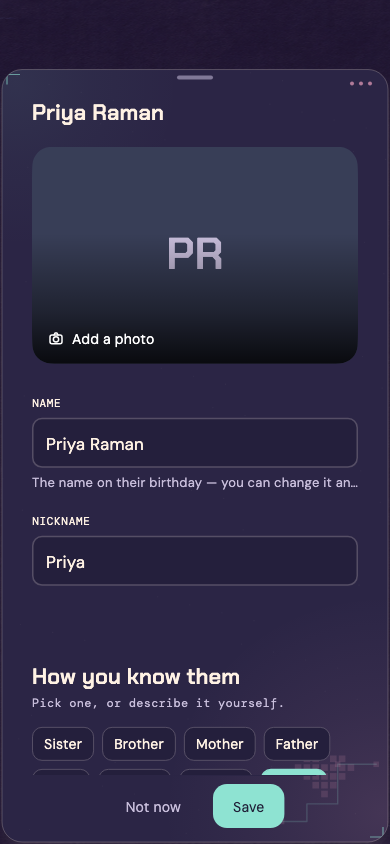 Priya Raman
PR
Add a photo
NAME
Priya Raman
The name on their birthday — you can change it an…
NICKNAME
Priya
How you know them
Pick one, or describe it yourself.
Sister
Brother
Mother
Father
Not now
Save